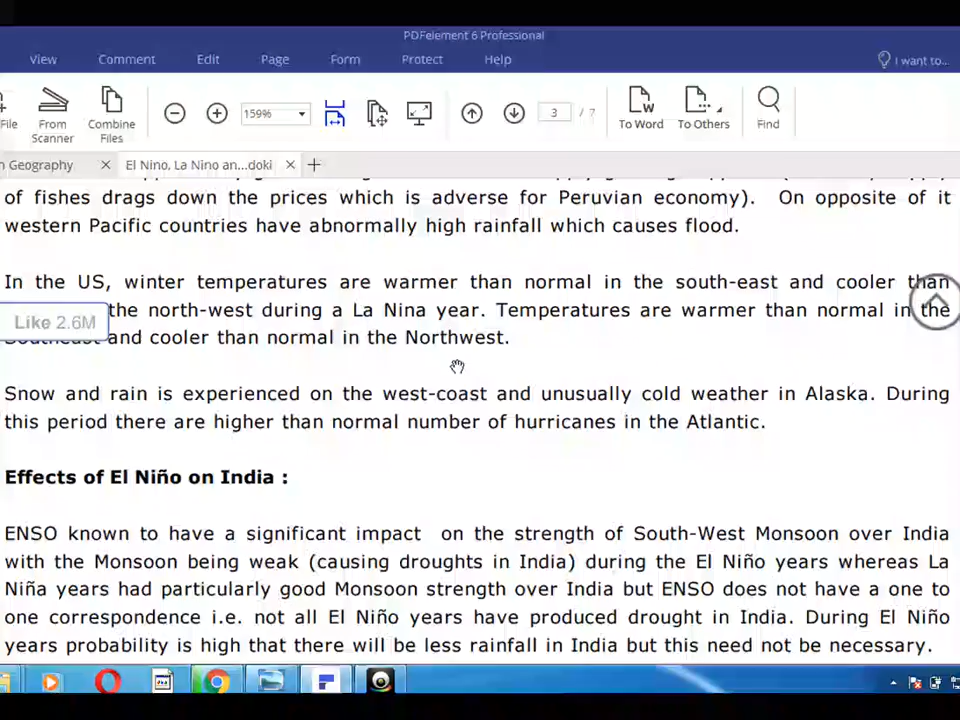 PDFelement 6 Professional
View Comment Edit Page Form Protect Help I want to...
File From Scanner Combine Files 159% 3 / 7 To Word To Others Find
Geography × El Nino, La Nino an...doki × +
of fishes drags down the prices which is adverse for Peruvian economy). On opposite of it
western Pacific countries have abnormally high rainfall which causes flood.
In the US, winter temperatures are warmer than normal in the south-east and cooler than
Like 2.6M
the north-west during a La Nina year. Temperatures are warmer than normal in the
Southeast and cooler than normal in the Northwest.
Snow and rain is experienced on the west-coast and unusually cold weather in Alaska. During
this period there are higher than normal number of hurricanes in the Atlantic.
Effects of El Niño on India :
ENSO known to have a significant impact on the strength of South-West Monsoon over India
with the Monsoon being weak (causing droughts in India) during the El Niño years whereas La
Niña years had particularly good Monsoon strength over India but ENSO does not have a one to
one correspondence i.e. not all El Niño years have produced drought in India. During El Niño
years probability is high that there will be less rainfall in India but this need not be necessary.